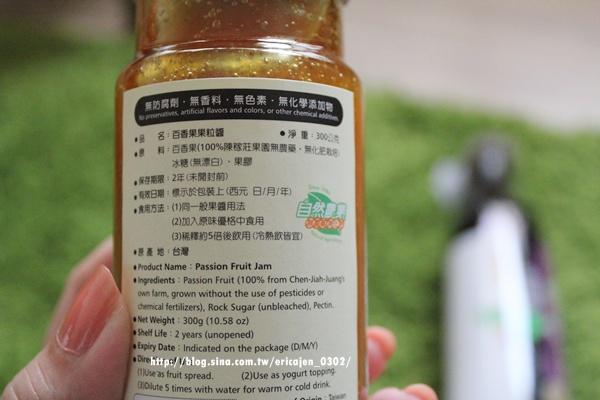 無防腐劑・無香料・無色素・無化學添加物
No preservatives, artificial flavors and colors, or other chemical additives.
●品 名：百香果果粒醬 ●淨 重：300公克
●原 料：百香果(100%陳稼莊果園無農藥、無化肥栽培)
冰糖(無漂白)、果膠
●保存期限：2年(未開封前)
●有效日期：標示於包裝上(西元 日/月/年)
●食用方法：(1)同一般果醬用法
(2)加入原味優格中食用
(3)稀釋約5倍後飲用(冷熱飲皆宜)
自然農業
●原產地：台灣
●Product Name：Passion Fruit Jam
●Ingredients：Passion Fruit (100% from Chen-Jiah-Juang's
own farm, grown without the use of pesticides or
chemical fertilizers), Rock Sugar (unbleached), Pectin.
●Net Weight：300g (10.58 oz)
●Shelf Life：2 years (unopened)
●Expiry Date：Indicated on the package (D/M/Y)
http://blog.sina.com.tw/ericajen_0302/
(1)Use as fruit spread. (2)Use as yogurt topping.
(3)Dilute 5 times with water for warm or cold drink.
Origin：Taiwan